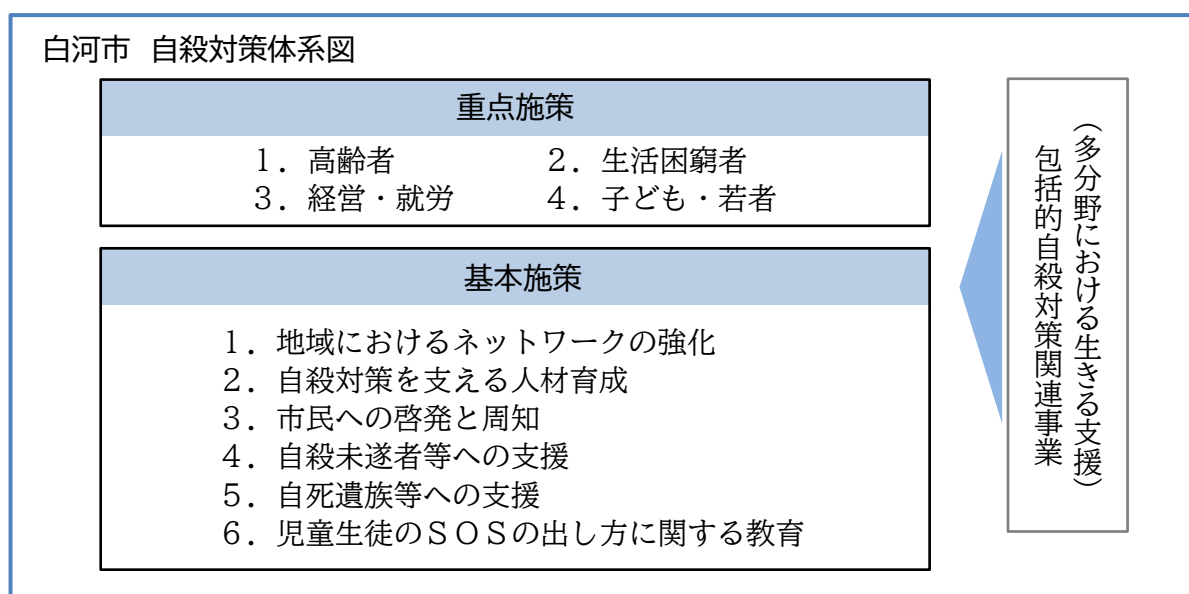 白河市 自殺対策体系図
重点施策
１．高齢者 ２．生活困窮者
３．経営・就労 ４．子ども・若者
基本施策
１．地域におけるネットワークの強化
２．自殺対策を支える人材育成
３．市民への啓発と周知
４．自殺未遂者等への支援
５．自死遺族等への支援
６．児童生徒のＳＯＳの出し方に関する教育
（多分野における生きる支援）
包括的自殺対策関連事業